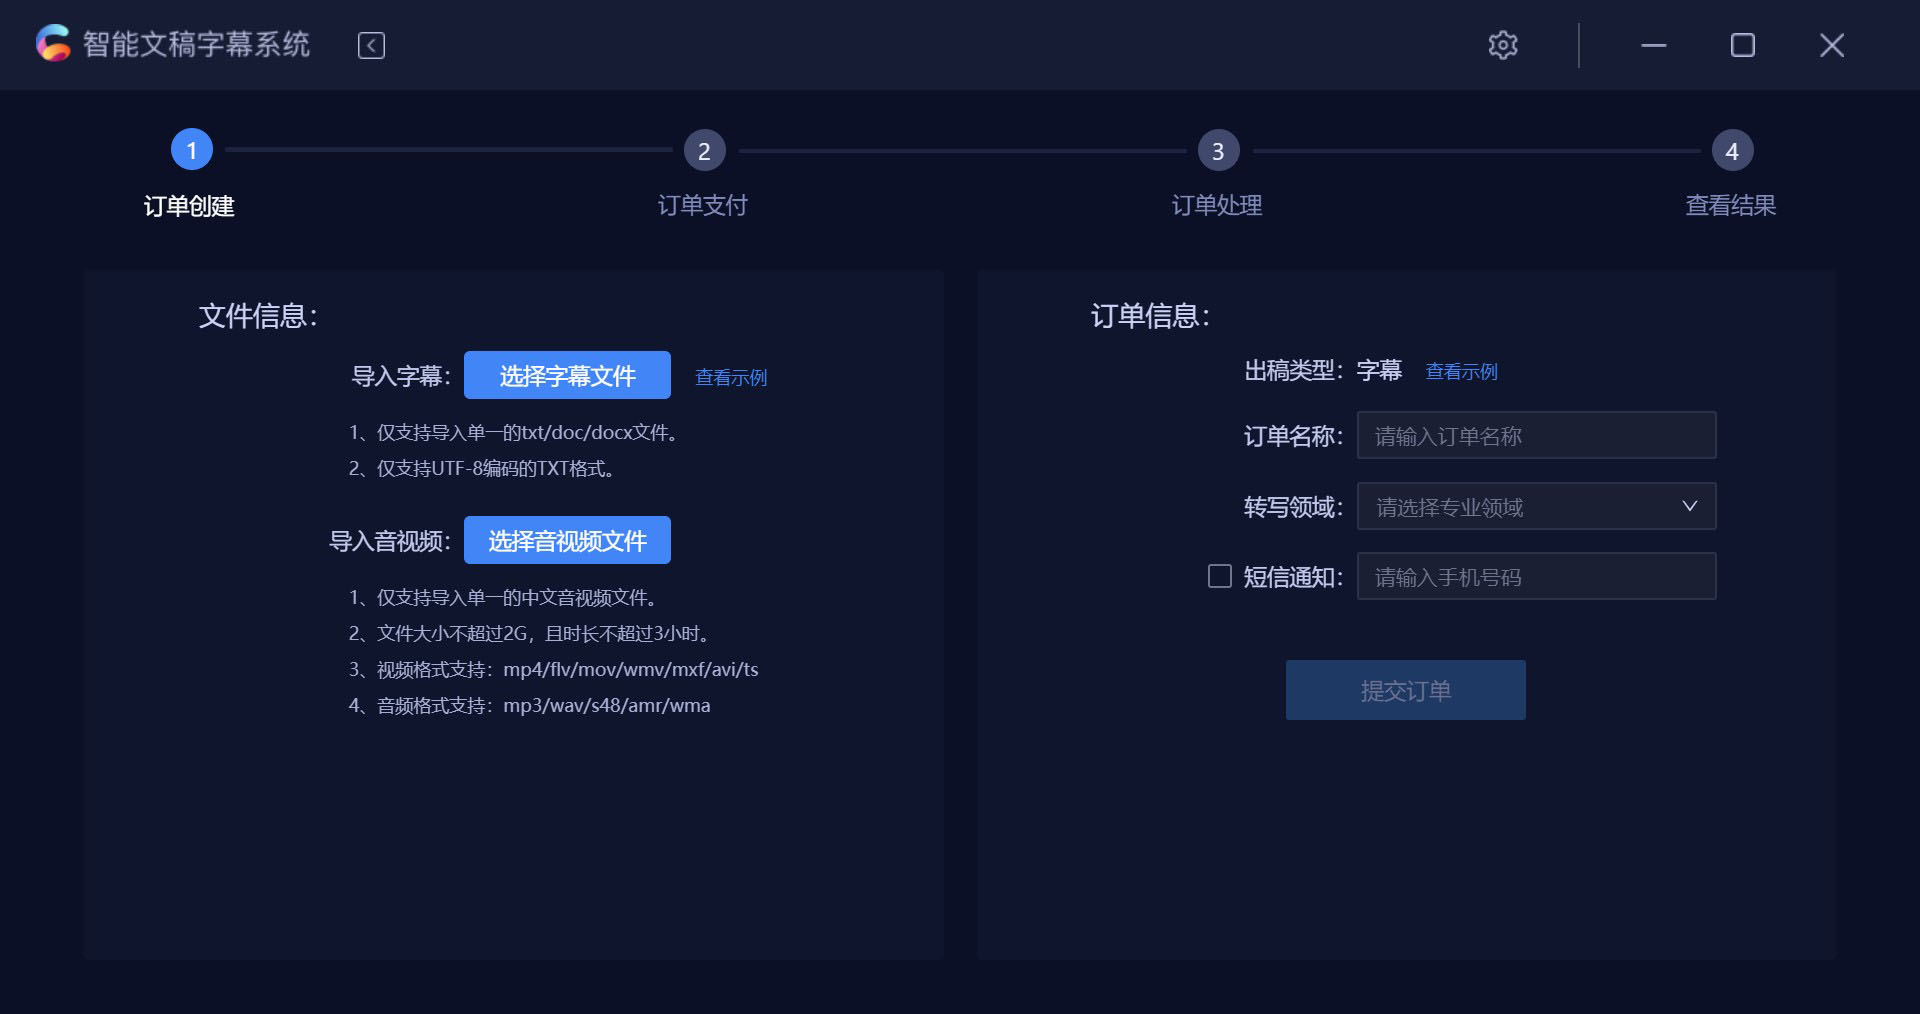 智能文稿字幕系统
1
2
3
4
订单创建
订单支付
订单处理
查看结果
文件信息：
导入字幕： 选择字幕文件 查看示例
1、仅支持导入单一的txt/doc/docx文件。
2、仅支持UTF-8编码的TXT格式。
导入音视频： 选择音视频文件
1、仅支持导入单一的中文音视频文件。
2、文件大小不超过2G，且时长不超过3小时。
3、视频格式支持：mp4/flv/mov/wmv/mxf/avi/ts
4、音频格式支持：mp3/wav/s48/amr/wma
订单信息：
出稿类型： 字幕 查看示例
订单名称： 请输入订单名称
转写领域： 请选择专业领域
短信通知： 请输入手机号码
提交订单